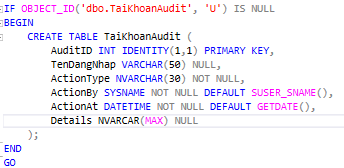 IF OBJECT_ID('dbo.TaiKhoanAudit', 'U') IS NULL
BEGIN
    CREATE TABLE TaiKhoanAudit (
        AuditID INT IDENTITY(1,1) PRIMARY KEY,
        TenDangNhap VARCHAR(50) NULL,
        ActionType NVARCHAR(30) NOT NULL,
        ActionBy SYSNAME NOT NULL DEFAULT SUSER_SNAME(),
        ActionAt DATETIME NOT NULL DEFAULT GETDATE(),
        Details NVARCAR(MAX) NULL
    );
END
GO